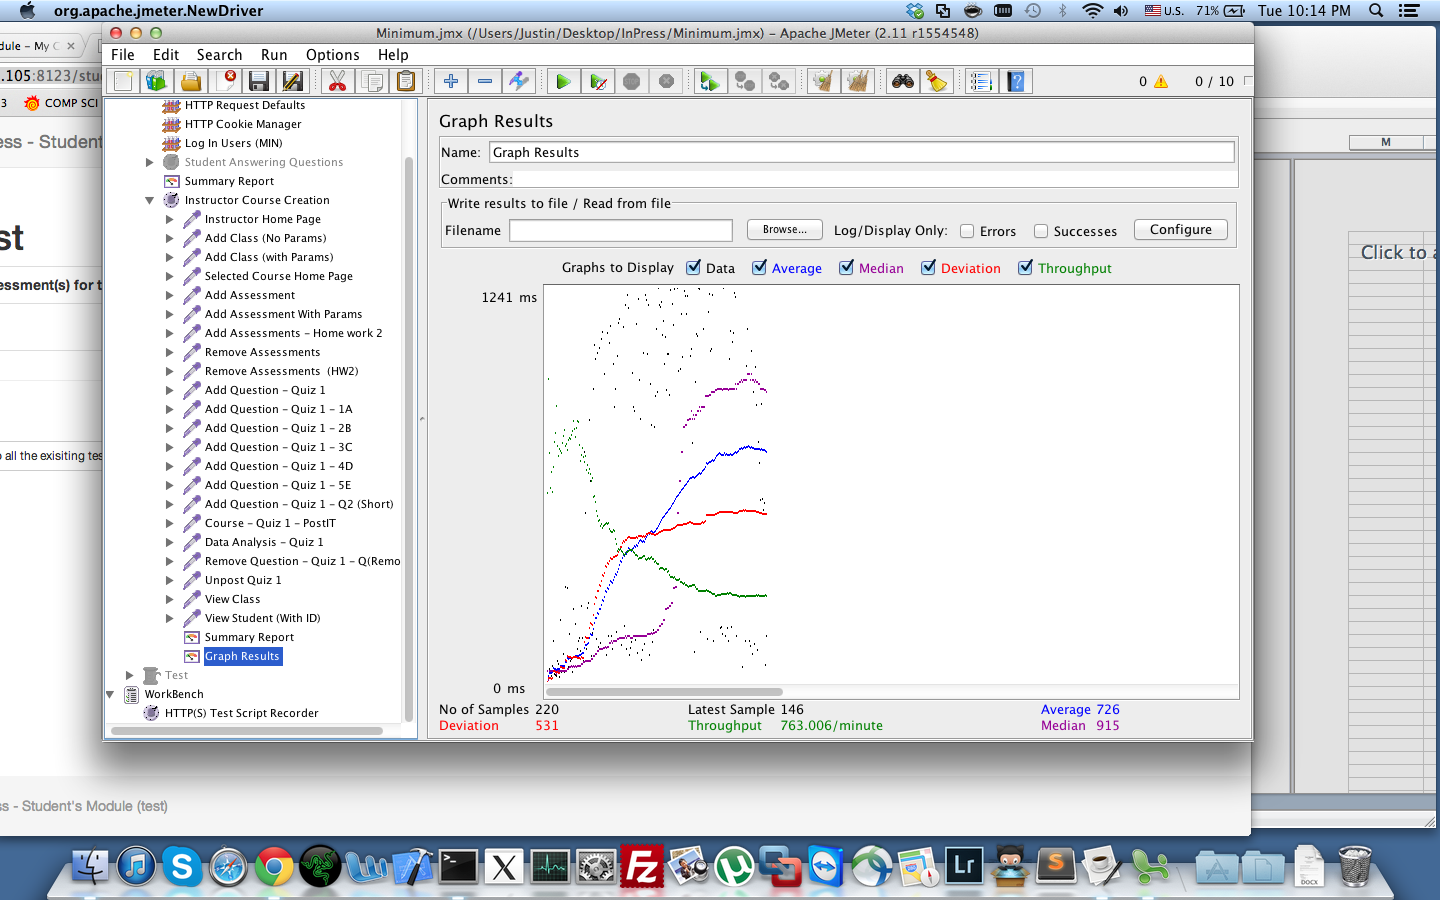 org.apache.jmeter.NewDriver
U.S. 71% Tue 10:14 PM
Minimum.jmx (/Users/Justin/Desktop/InPress/Minimum.jmx) – Apache JMeter (2.11 r1554548)
File Edit Search Run Options Help
0 0 / 10
dule – My C
.105:8123/stu
3 COMP SCI
ess - Student
st
essment(s) for t
o all the exisiting tes
ss - Student's Module (test)
HTTP Request Defaults
HTTP Cookie Manager
Log In Users (MIN)
Student Answering Questions
Summary Report
Instructor Course Creation
Instructor Home Page
Add Class (No Params)
Add Class (with Params)
Selected Course Home Page
Add Assessment
Add Assessment With Params
Add Assessments – Home work 2
Remove Assessments
Remove Assessments (HW2)
Add Question – Quiz 1
Add Question – Quiz 1 – 1A
Add Question – Quiz 1 – 2B
Add Question – Quiz 1 – 3C
Add Question – Quiz 1 – 4D
Add Question – Quiz 1 – 5E
Add Question – Quiz 1 – Q2 (Short)
Course – Quiz 1 – PostIT
Data Analysis – Quiz 1
Remove Question – Quiz 1 – Q(Remo
Unpost Quiz 1
View Class
View Student (With ID)
Summary Report
Graph Results
Test
WorkBench
HTTP(S) Test Script Recorder
Graph Results
Name: Graph Results
Comments:
Write results to file / Read from file
Filename Browse... Log/Display Only: Errors Successes Configure
Graphs to Display Data Average Median Deviation Throughput
1241 ms
0 ms
No of Samples 220 Latest Sample 146 Average 726
Deviation 531 Throughput 763.006/minute Median 915
M
Click to a
X
Fz
Lr
S
DOCX